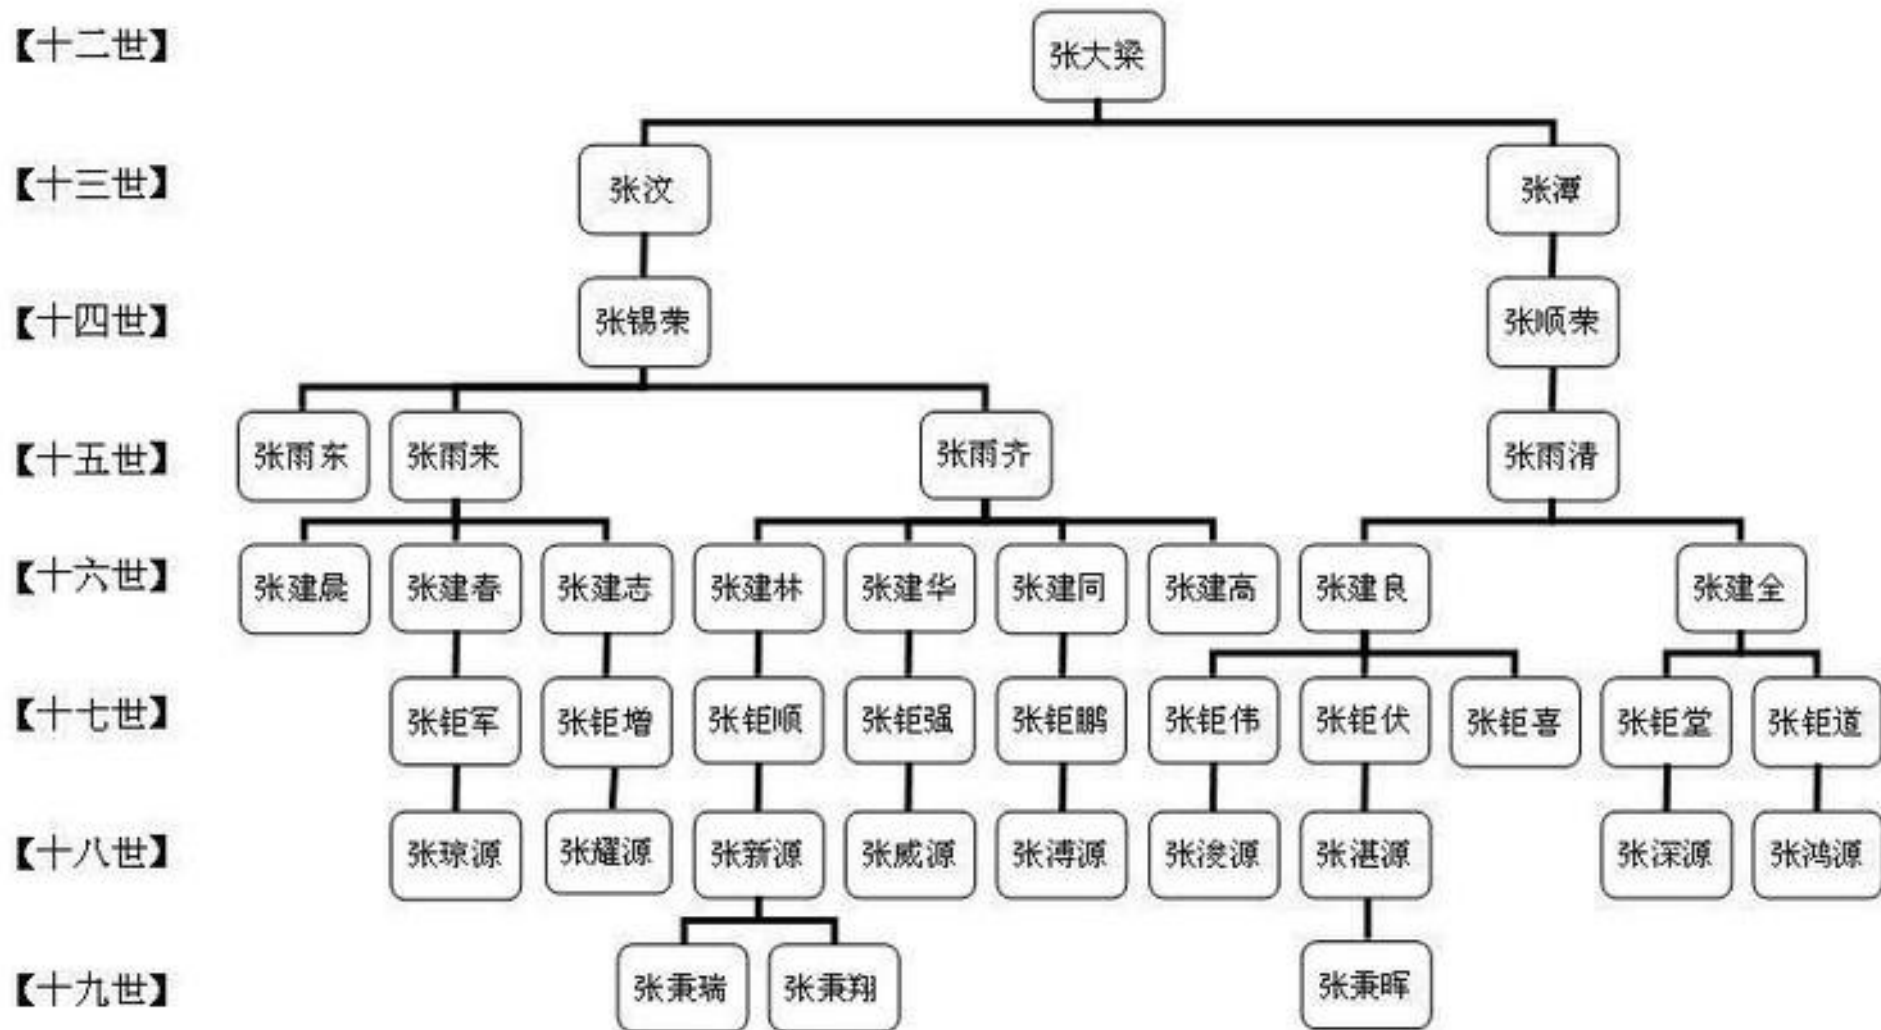 【十二世】 张大梁
【十三世】 张汶 张潭
【十四世】 张锡荣 张顺荣
【十五世】 张雨东 张雨来 张雨齐 张雨清
【十六世】 张建晨 张建春 张建志 张建林 张建华 张建同 张建高 张建良 张建全
【十七世】 张钜军 张钜增 张钜顺 张钜强 张钜鹏 张钜伟 张钜伏 张钜喜 张钜堂 张钜道
【十八世】 张琼源 张耀源 张新源 张威源 张溥源 张浚源 张湛源 张深源 张鸿源
【十九世】 张秉瑞 张秉翔 张秉晖